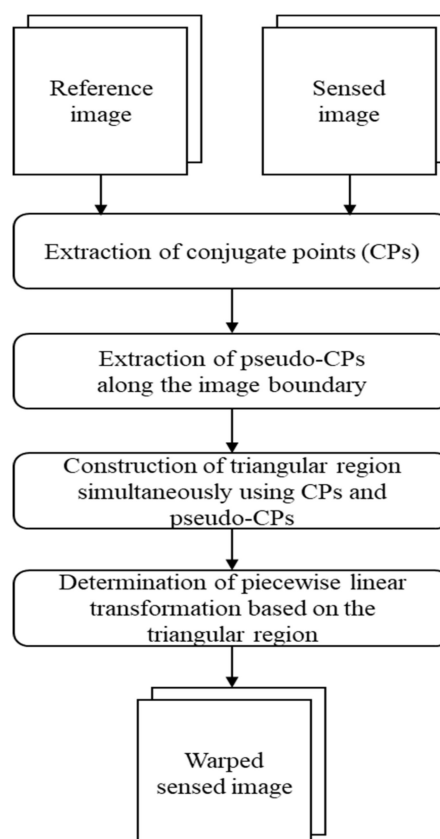 Reference
image
Sensed
image
Extraction of conjugate points (CPs)
Extraction of pseudo-CPs
along the image boundary
Construction of triangular region
simultaneously using CPs and
pseudo-CPs
Determination of piecewise linear
transformation based on the
triangular region
Warped
sensed image